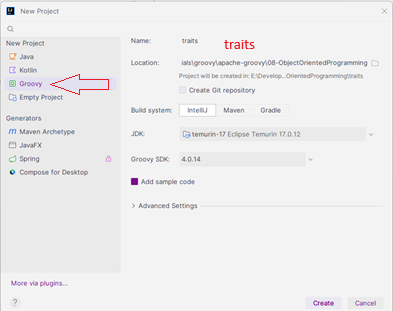 New Project
New Project
Java
Kotlin
Groovy
Empty Project
Generators
Maven Archetype
JavaFX
Spring
Compose for Desktop
More via plugins...
Name: traits
traits
Location: ials\groovy\apache-groovy\08-ObjectOrientedProgramming
Project will be created in: E:\Develop...OrientedProgramming\traits
Create Git repository
Build system: IntelliJ Maven Gradle
JDK: temurin-17 Eclipse Temurin 17.0.12
Groovy SDK: 4.0.14
Add sample code
Advanced Settings
? Create Cancel